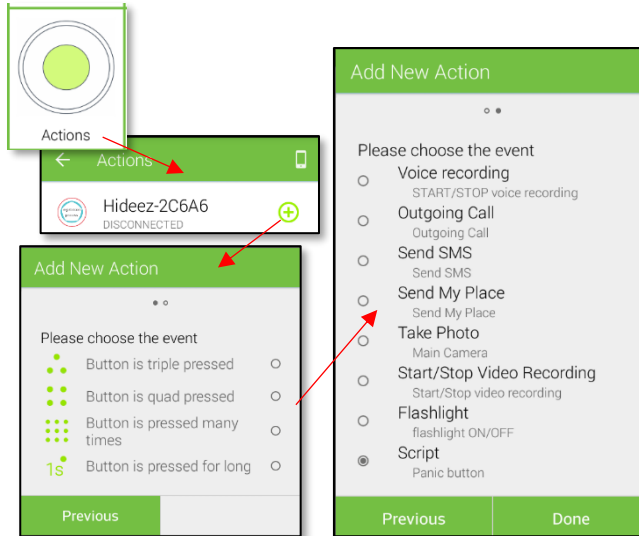 Actions
Actions
Hideez-2C6A6
DISCONNECTED
Add New Action
Please choose the event
Button is triple pressed
Button is quad pressed
Button is pressed many
times
1s
Button is pressed for long
Previous
Add New Action
Please choose the event
Voice recording
START/STOP voice recording
Outgoing Call
Outgoing Call
Send SMS
Send SMS
Send My Place
Send My Place
Take Photo
Main Camera
Start/Stop Video Recording
Start/Stop video recording
Flashlight
flashlight ON/OFF
Script
Panic button
Previous
Done